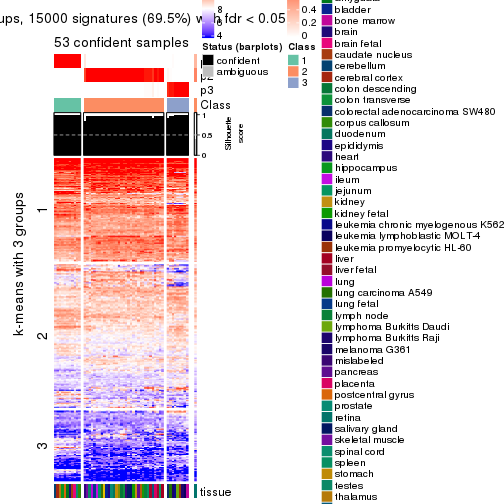 ups, 15000 signatures (69.5%) with fdr < 0.05
53 confident samples
p2
p3
Class
1
0.5
0
Silhouette
score
k-means with 3 groups
1
2
3
tissue
8
6
4
0.4
0.2
0
Status (barplots)
confident
ambiguous
Class
1
2
3
bladder
bone marrow
brain
brain fetal
caudate nucleus
cerebellum
cerebral cortex
colon descending
colon transverse
colorectal adenocarcinoma SW480
corpus callosum
duodenum
epididymis
heart
hippocampus
ileum
jejunum
kidney
kidney fetal
leukemia chronic myelogenous K562
leukemia lymphoblastic MOLT-4
leukemia promyelocytic HL-60
liver
liver fetal
lung
lung carcinoma A549
lung fetal
lymph node
lymphoma Burkitts Daudi
lymphoma Burkitts Raji
melanoma G361
mislabeled
pancreas
placenta
postcentral gyrus
prostate
retina
salivary gland
skeletal muscle
spinal cord
spleen
stomach
testes
thalamus